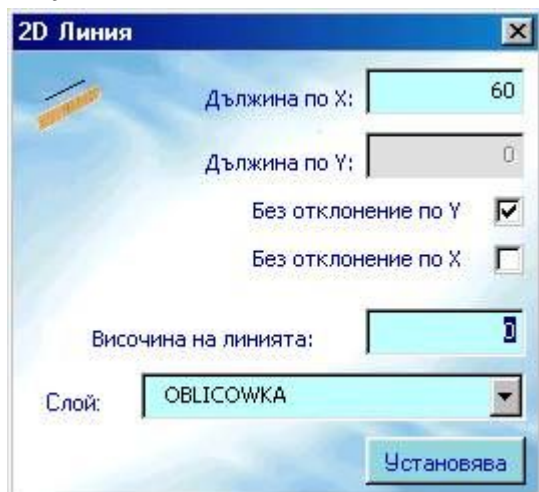 2D Линия
Дължина по X: 60
Дължина по Y: 0
Без отклонение по Y
Без отклонение по X
Височина на линията: 0
Слой: OBLICOWKA
Установява